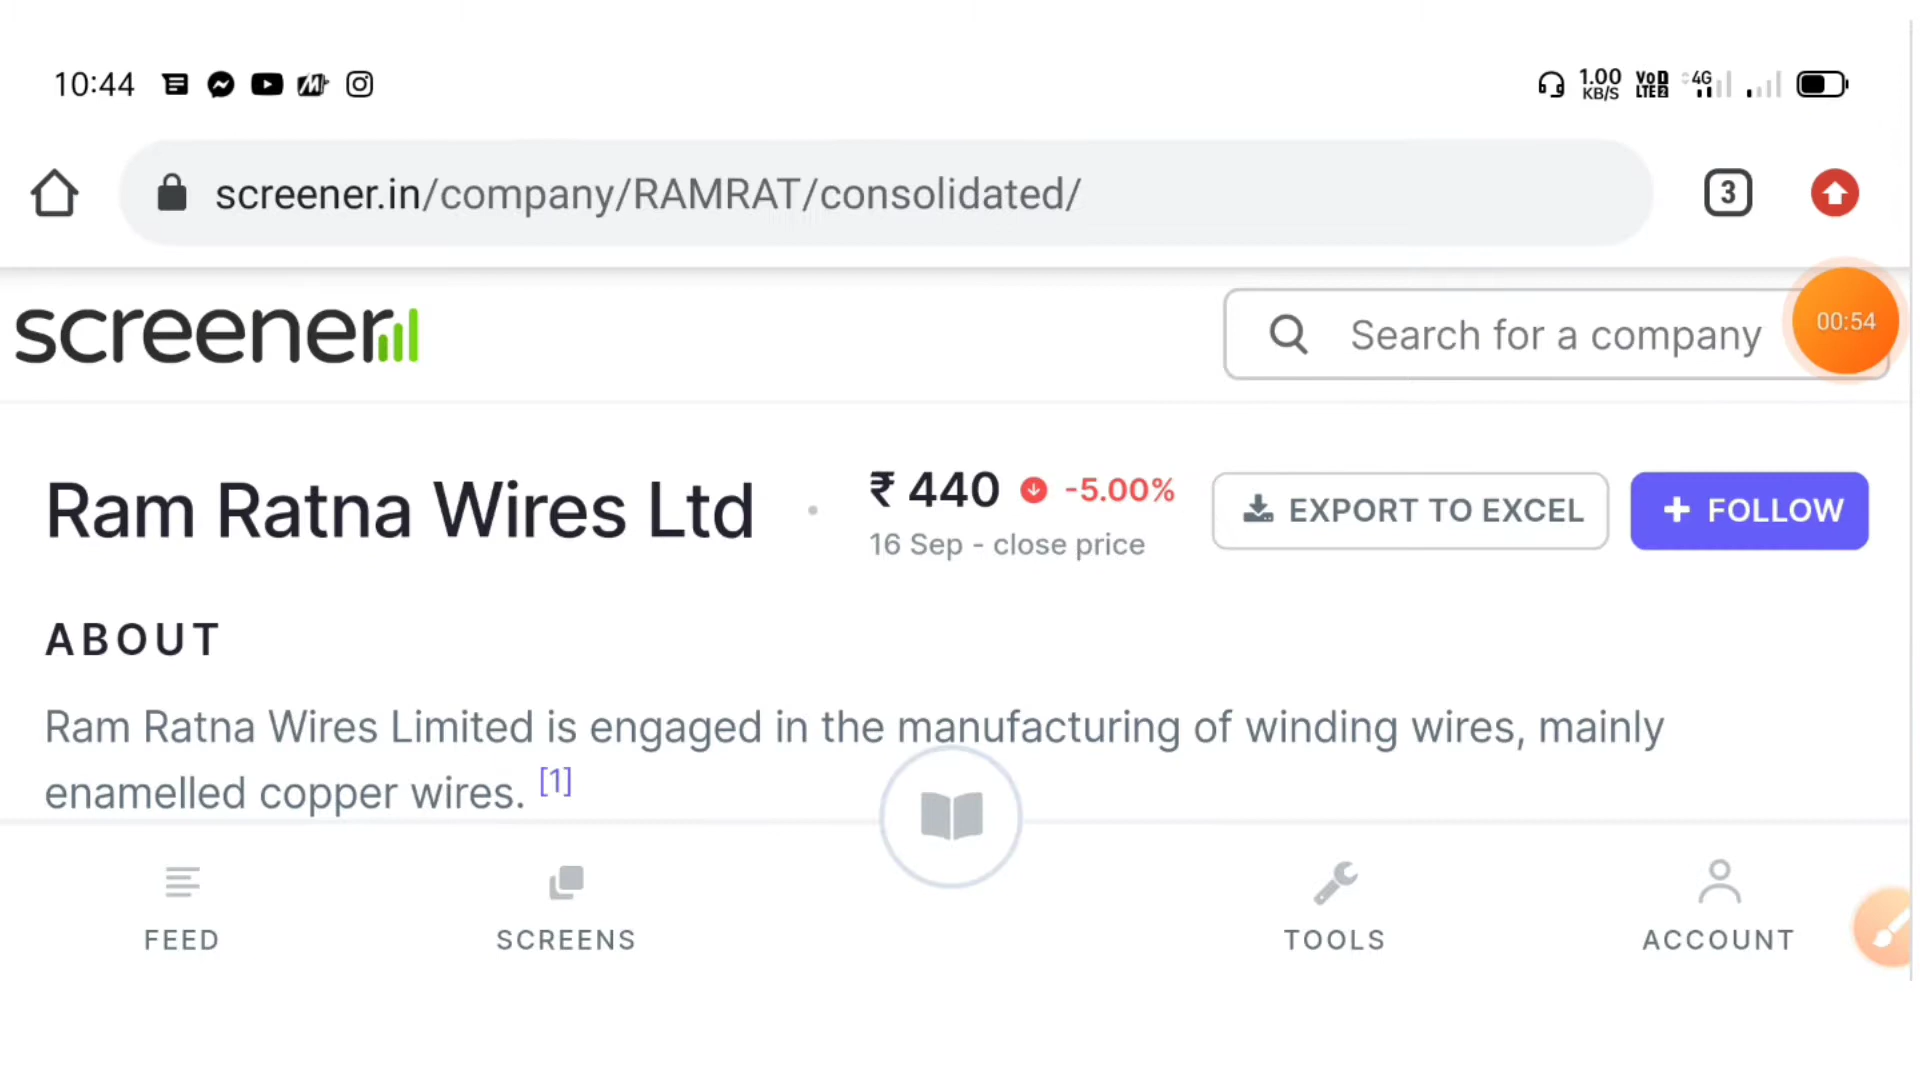 10:44
1.00 KB/S VoD LTE2 4G
screener.in/company/RAMRAT/consolidated/
3
screener
Search for a company
00:54
Ram Ratna Wires Ltd
₹ 440 -5.00%
16 Sep - close price
EXPORT TO EXCEL
+ FOLLOW
ABOUT
Ram Ratna Wires Limited is engaged in the manufacturing of winding wires, mainly
enamelled copper wires. [1]
FEED
SCREENS
TOOLS
ACCOUNT